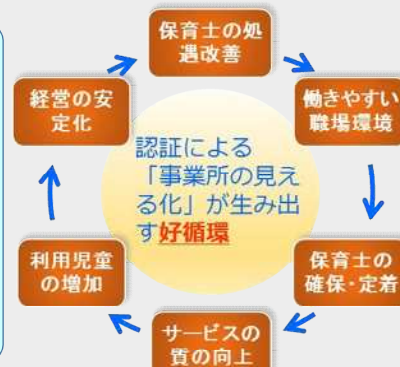 保育士の処
遇改善
働きやすい
職場環境
保育士の
確保・定着
サービスの
質の向上
利用児童
の増加
経営の安
定化
認証による
「事業所の見え
る化」が生み出
す好循環